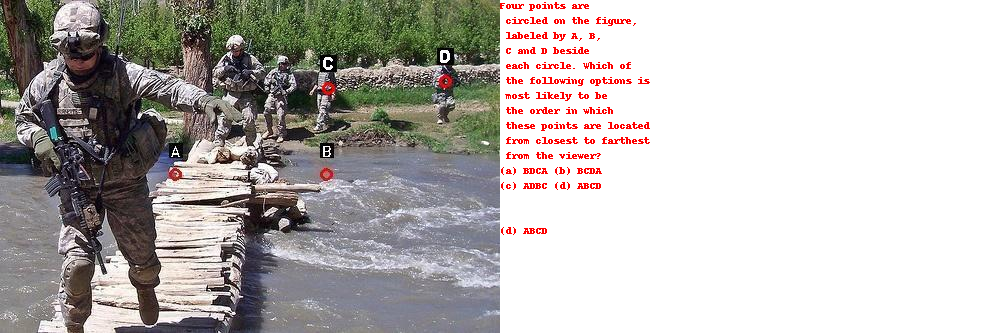 C
D
A
B
Four points are
circled on the figure,
labeled by A, B,
C and D beside
each circle. Which of
the following options is
most likely to be
the order in which
these points are located
from closest to farthest
from the viewer?
(a) BDCA (b) BCDA
(c) ADBC (d) ABCD
(d) ABCD